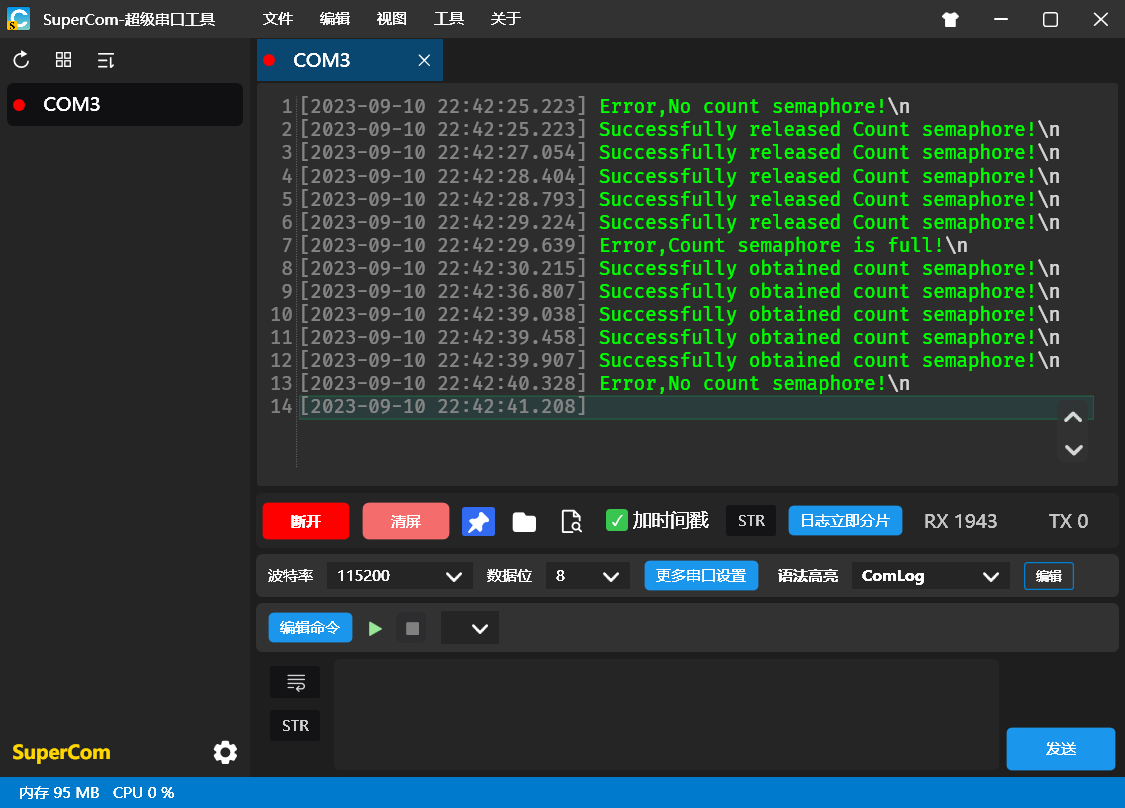 SuperCom-超级串口工具 文件 编辑 视图 工具 关于
COM3
COM3
1 [2023-09-10 22:42:25.223] Error,No count semaphore!\n
2 [2023-09-10 22:42:25.223] Successfully released Count semaphore!\n
3 [2023-09-10 22:42:27.054] Successfully released Count semaphore!\n
4 [2023-09-10 22:42:28.404] Successfully released Count semaphore!\n
5 [2023-09-10 22:42:28.793] Successfully released Count semaphore!\n
6 [2023-09-10 22:42:29.224] Successfully released Count semaphore!\n
7 [2023-09-10 22:42:29.639] Error,Count semaphore is full!\n
8 [2023-09-10 22:42:30.215] Successfully obtained count semaphore!\n
9 [2023-09-10 22:42:36.807] Successfully obtained count semaphore!\n
10 [2023-09-10 22:42:39.038] Successfully obtained count semaphore!\n
11 [2023-09-10 22:42:39.458] Successfully obtained count semaphore!\n
12 [2023-09-10 22:42:39.907] Successfully obtained count semaphore!\n
13 [2023-09-10 22:42:40.328] Error,No count semaphore!\n
14 [2023-09-10 22:42:41.208]
断开 清屏 加时间戳 STR 日志立即分片 RX 1943 TX 0
波特率 115200 数据位 8 更多串口设置 语法高亮 ComLog 编辑
编辑命令
STR
SuperCom
发送
内存 95 MB CPU 0 %